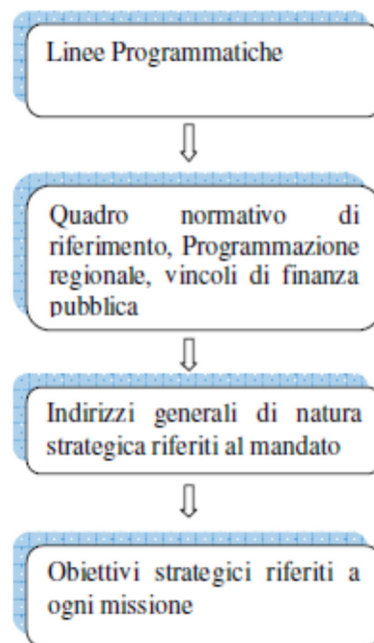 Linee Programmatiche
Quadro normativo di
riferimento, Programmazione
regionale, vincoli di finanza
pubblica
Indirizzi generali di natura
strategica riferiti al mandato
Obiettivi strategici riferiti a
ogni missione